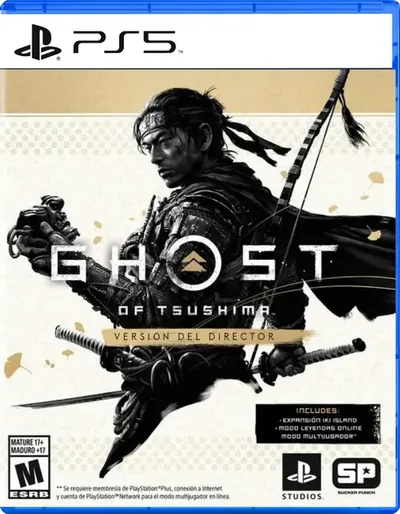 PS5
GHOST
OF TSUSHIMA
VERSIÓN DEL DIRECTOR
INCLUDES:
• EXPANSIÓN IKI ISLAND
• MODO LEYENDAS ONLINE
MODO MULTIJUGADOR**
MATURE 17+
MADURO +17
M
ESRB
** Se requiere membresía de PlayStation®Plus, conexión a Internet
y cuenta de PlayStation™Network para el modo multijugador en línea.
STUDIOS.
SP
SUCKER PUNCH